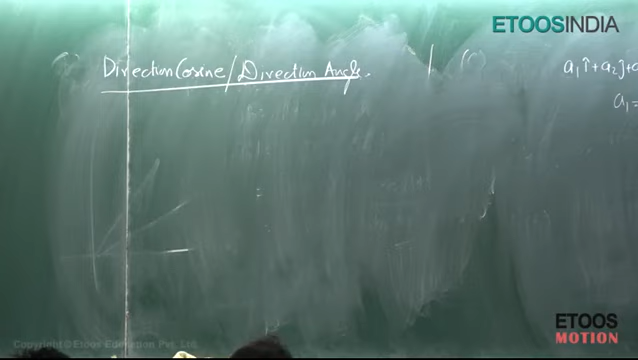 ETOOSINDIA
Direction Cosine / Direction Angle.
a₁î + a₂ĵ +
a₁ =
ETOOS
MOTION
Copyright © Etoos Education Pvt. Ltd.